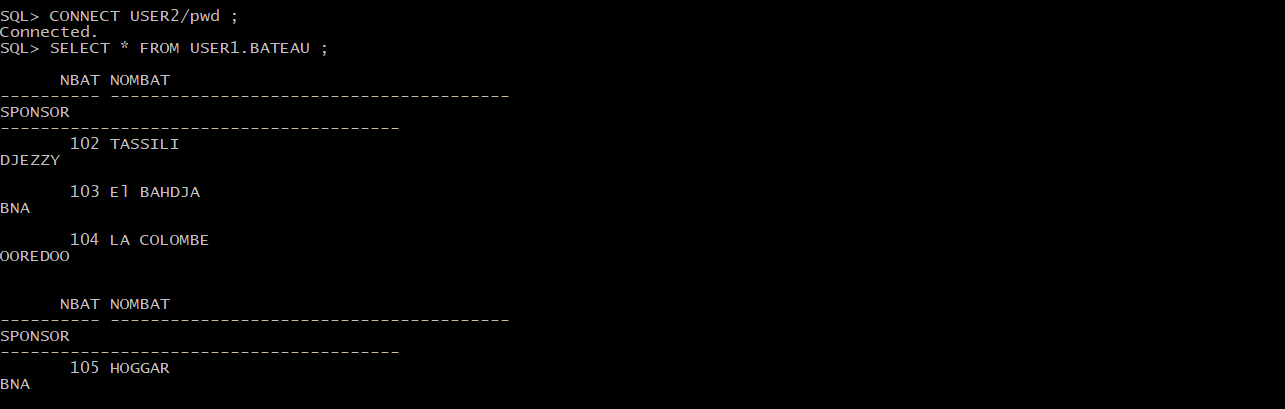 SQL> CONNECT USER2/pwd ;
Connected.
SQL> SELECT * FROM USER1.BATEAU ;
      NBAT NOMBAT
---------- ----------------------------------------
SPONSOR
----------------------------------------
       102 TASSILI
DJEZZY
       103 El BAHDJA
BNA
       104 LA COLOMBE
OOREDOO
      NBAT NOMBAT
---------- ----------------------------------------
SPONSOR
----------------------------------------
       105 HOGGAR
BNA